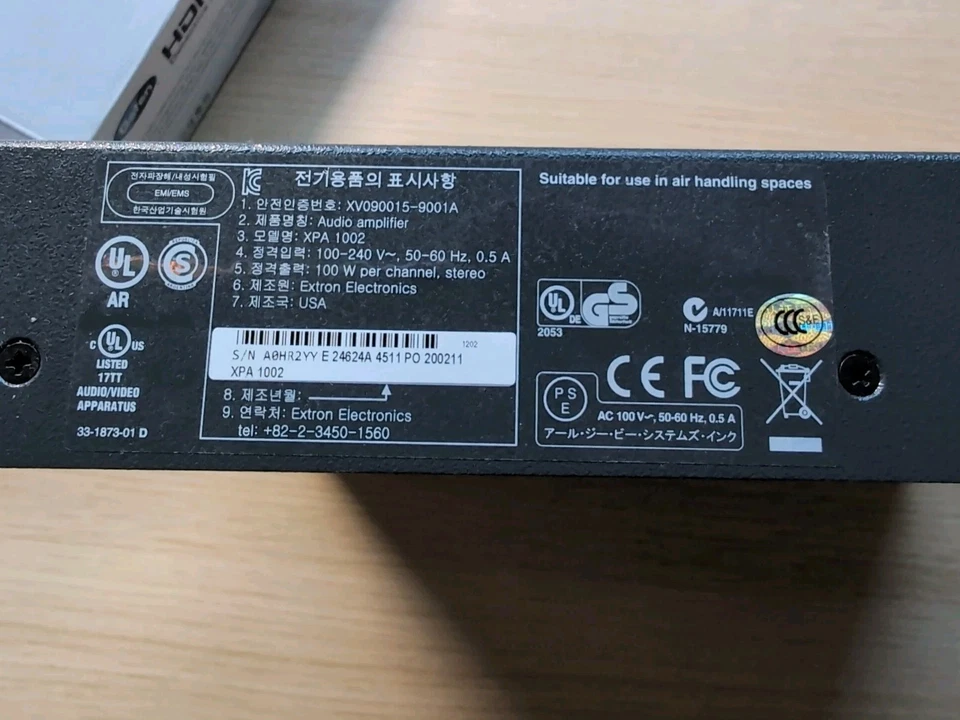 HDMI
전자파장해/내성시험필
EMI/EMS
한국산업기술시험원
전기용품의 표시사항
1. 안전인증번호: XV090015-9001A
2. 제품명칭: Audio amplifier
3. 모델명: XPA 1002
4. 정격입력: 100-240 V~, 50-60 Hz, 0.5 A
5. 정격출력: 100 W per channel, stereo
6. 제조원: Extron Electronics
7. 제조국: USA
UL
AR
S
C UL US
LISTED
17TT
AUDIO/VIDEO
APPARATUS
33-1873-01 D
1202
S/N A0HR2YY E 24624A 4511 PO 200211
XPA 1002
8. 제조년월:
9. 연락처: Extron Electronics
tel: +82-2-3450-1560
Suitable for use in air handling spaces
UL
DE
GS
2053
A/11711E
N-15779
CCC
S&E
PS
E
CE FC
AC 100 V~, 50-60 Hz, 0.5 A
アール・ジー・ビー・システムズ・インク